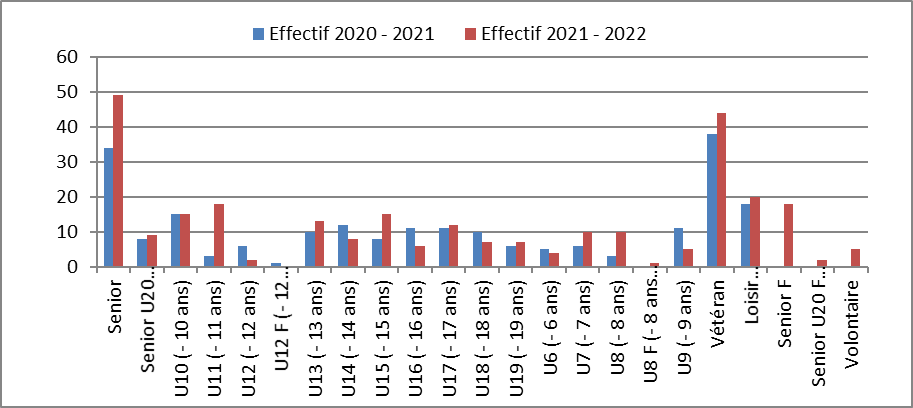 Effectif 2020 - 2021
Effectif 2021 - 2022
60
50
40
30
20
10
0
Senior
Senior U20…
U10 (- 10 ans)
U11 (- 11 ans)
U12 (- 12 ans)
U12 F (- 12…
U13 (- 13 ans)
U14 (- 14 ans)
U15 (- 15 ans)
U16 (- 16 ans)
U17 (- 17 ans)
U18 (- 18 ans)
U19 (- 19 ans)
U6 (- 6 ans)
U7 (- 7 ans)
U8 (- 8 ans)
U8 F (- 8 ans…
U9 (- 9 ans)
Vétéran
Loisir…
Senior F
Senior U20 F…
Volontaire